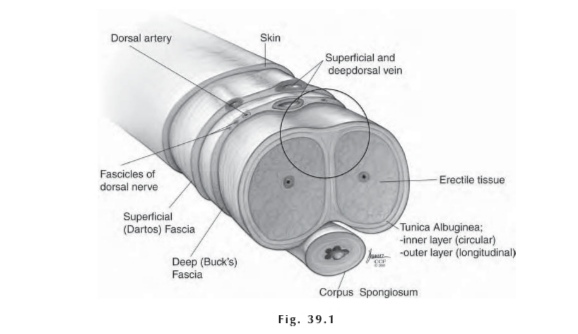 Dorsal artery
Skin
Superficial and
deepdorsal vein
Fascicles of
dorsal nerve
Superficial
(Dartos) Fascia
Deep (Buck's)
Fascia
Erectile tissue
Tunica Albuginea;
-inner layer (circular)
-outer layer (longitudinal)
CCF
Corpus Spongiosum
Fig. 39.1